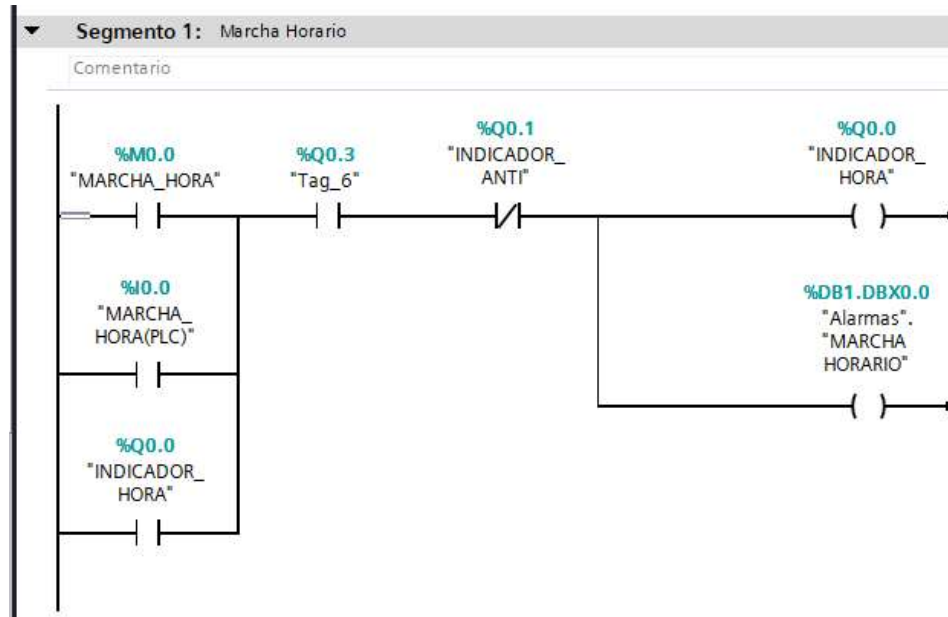 Segmento 1: Marcha Horario
Comentario
%M0.0
"MARCHA_HORA"
%Q0.3
"Tag_6"
%Q0.1
"INDICADOR_
ANTI"
%Q0.0
"INDICADOR_
HORA"
%I0.0
"MARCHA_
HORA(PLC)"
%DB1.DBX0.0
"Alarmas".
"MARCHA
HORARIO"
%Q0.0
"INDICADOR_
HORA"